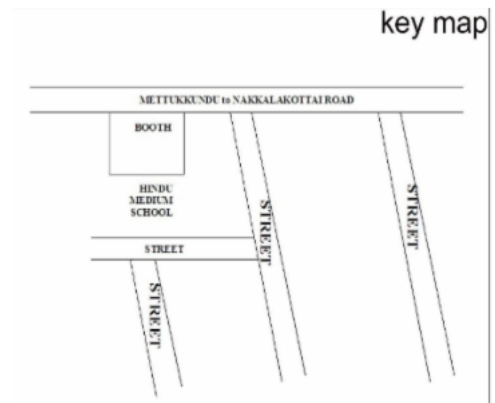 key map
METTUKKUNDU to NAKKALAKOTTAI ROAD
BOOTH
HINDU
MEDIUM
SCHOOL
STREET
STREET
STREET
STREET